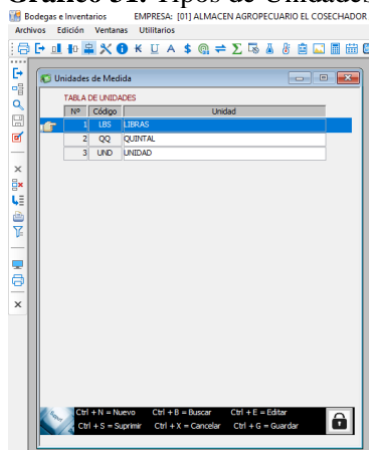 Gráfico 31. Tipos de Unidades
Bodegas e Inventarios EMPRESA: [01] ALMACEN AGROPECUARIO EL COSECHADOR
Archivos Edición Ventanas Utilitarios
K U A $ @ Σ
Unidades de Medida
TABLA DE UNIDADES
Nº Código Unidad
1 LBS LIBRAS
2 QQ QUINTAL
3 UND UNIDAD
Ctrl + N = Nuevo Ctrl + B = Buscar Ctrl + E = Editar
Ctrl + S = Suprimir Ctrl + X = Cancelar Ctrl + G = Guardar